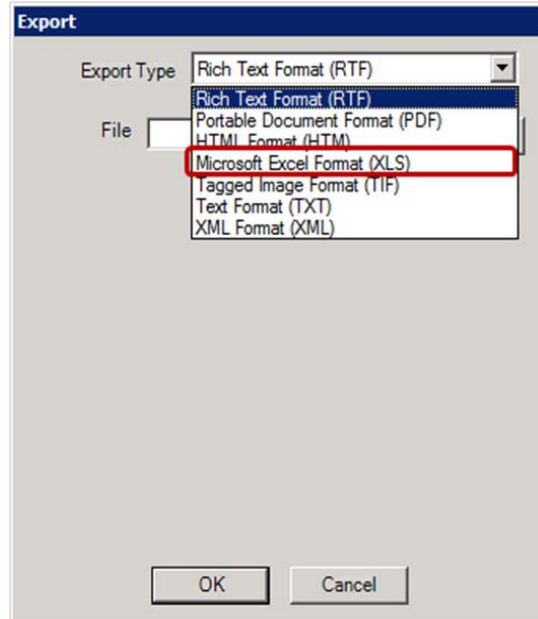 Export
Export Type Rich Text Format (RTF)
Rich Text Format (RTF)
Portable Document Format (PDF)
File
HTML Format (HTM)
Microsoft Excel Format (XLS)
Tagged Image Format (TIF)
Text Format (TXT)
XML Format (XML)
OK Cancel